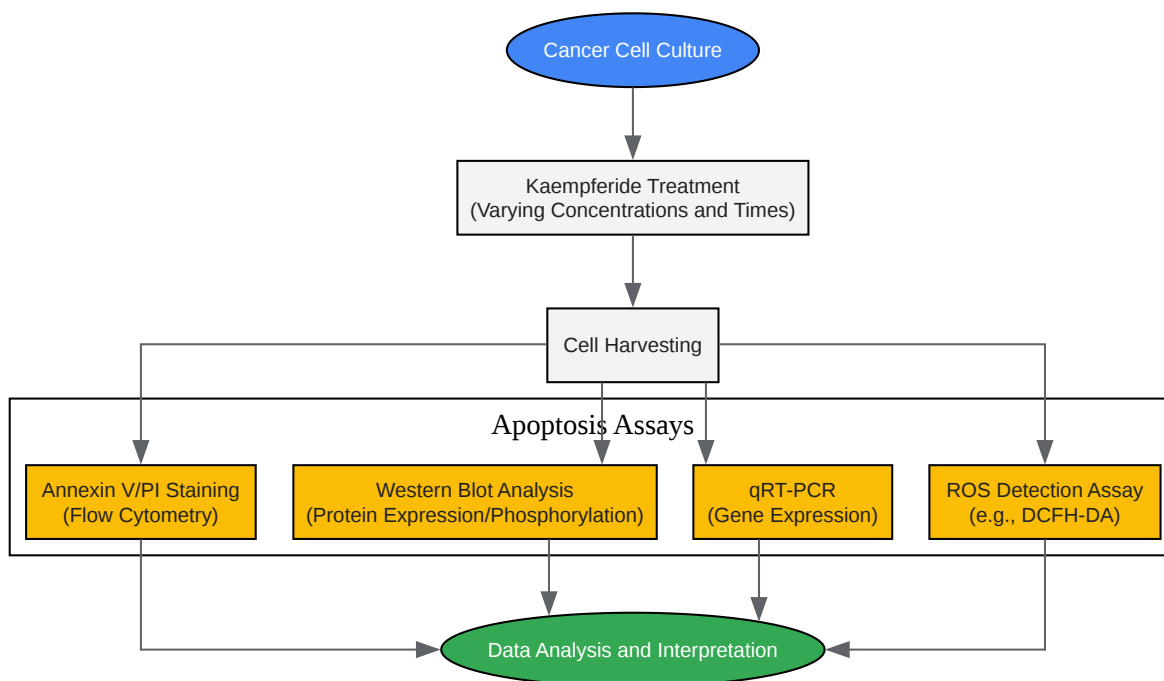 Cancer Cell Culture
Kaempferide Treatment
(Varying Concentrations and Times)
Cell Harvesting
Apoptosis Assays
Annexin V/PI Staining
(Flow Cytometry)
Western Blot Analysis
(Protein Expression/Phosphorylation)
qRT-PCR
(Gene Expression)
ROS Detection Assay
(e.g., DCFH-DA)
Data Analysis and Interpretation